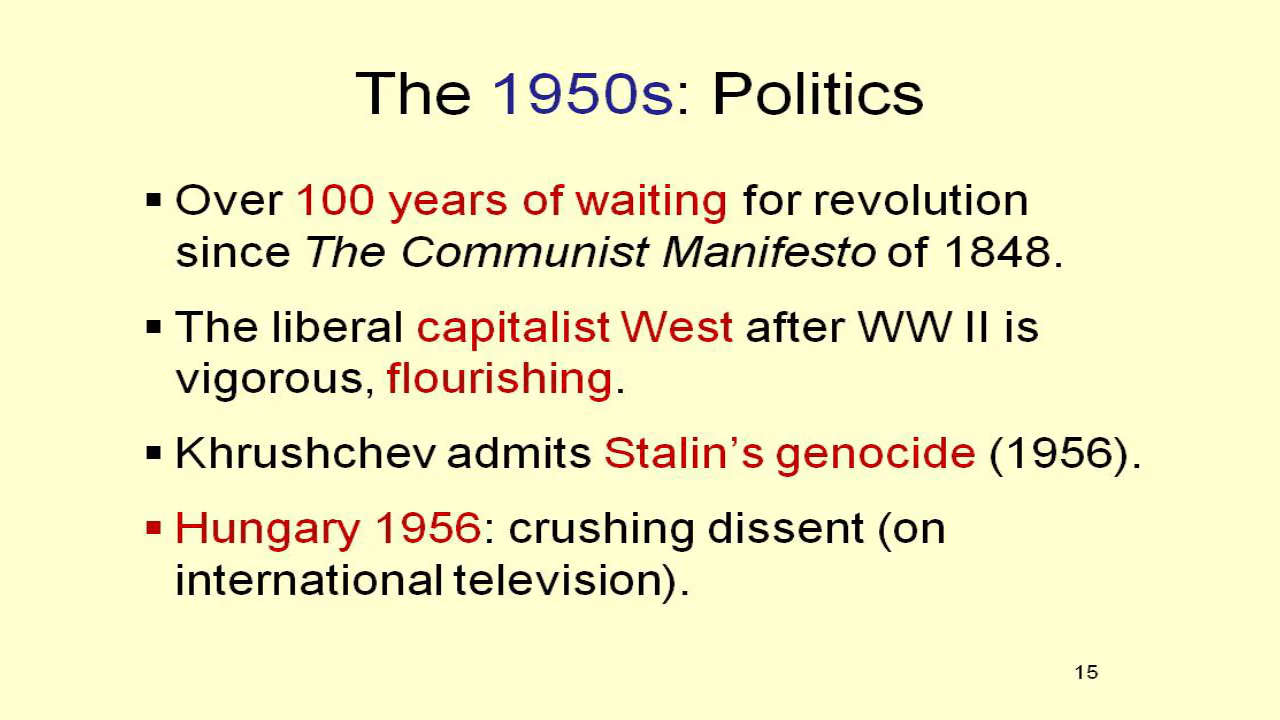 The 1950s: Politics
▪ Over 100 years of waiting for revolution
since The Communist Manifesto of 1848.
▪ The liberal capitalist West after WW II is
vigorous, flourishing.
▪ Khrushchev admits Stalin’s genocide (1956).
▪ Hungary 1956: crushing dissent (on
international television).
15